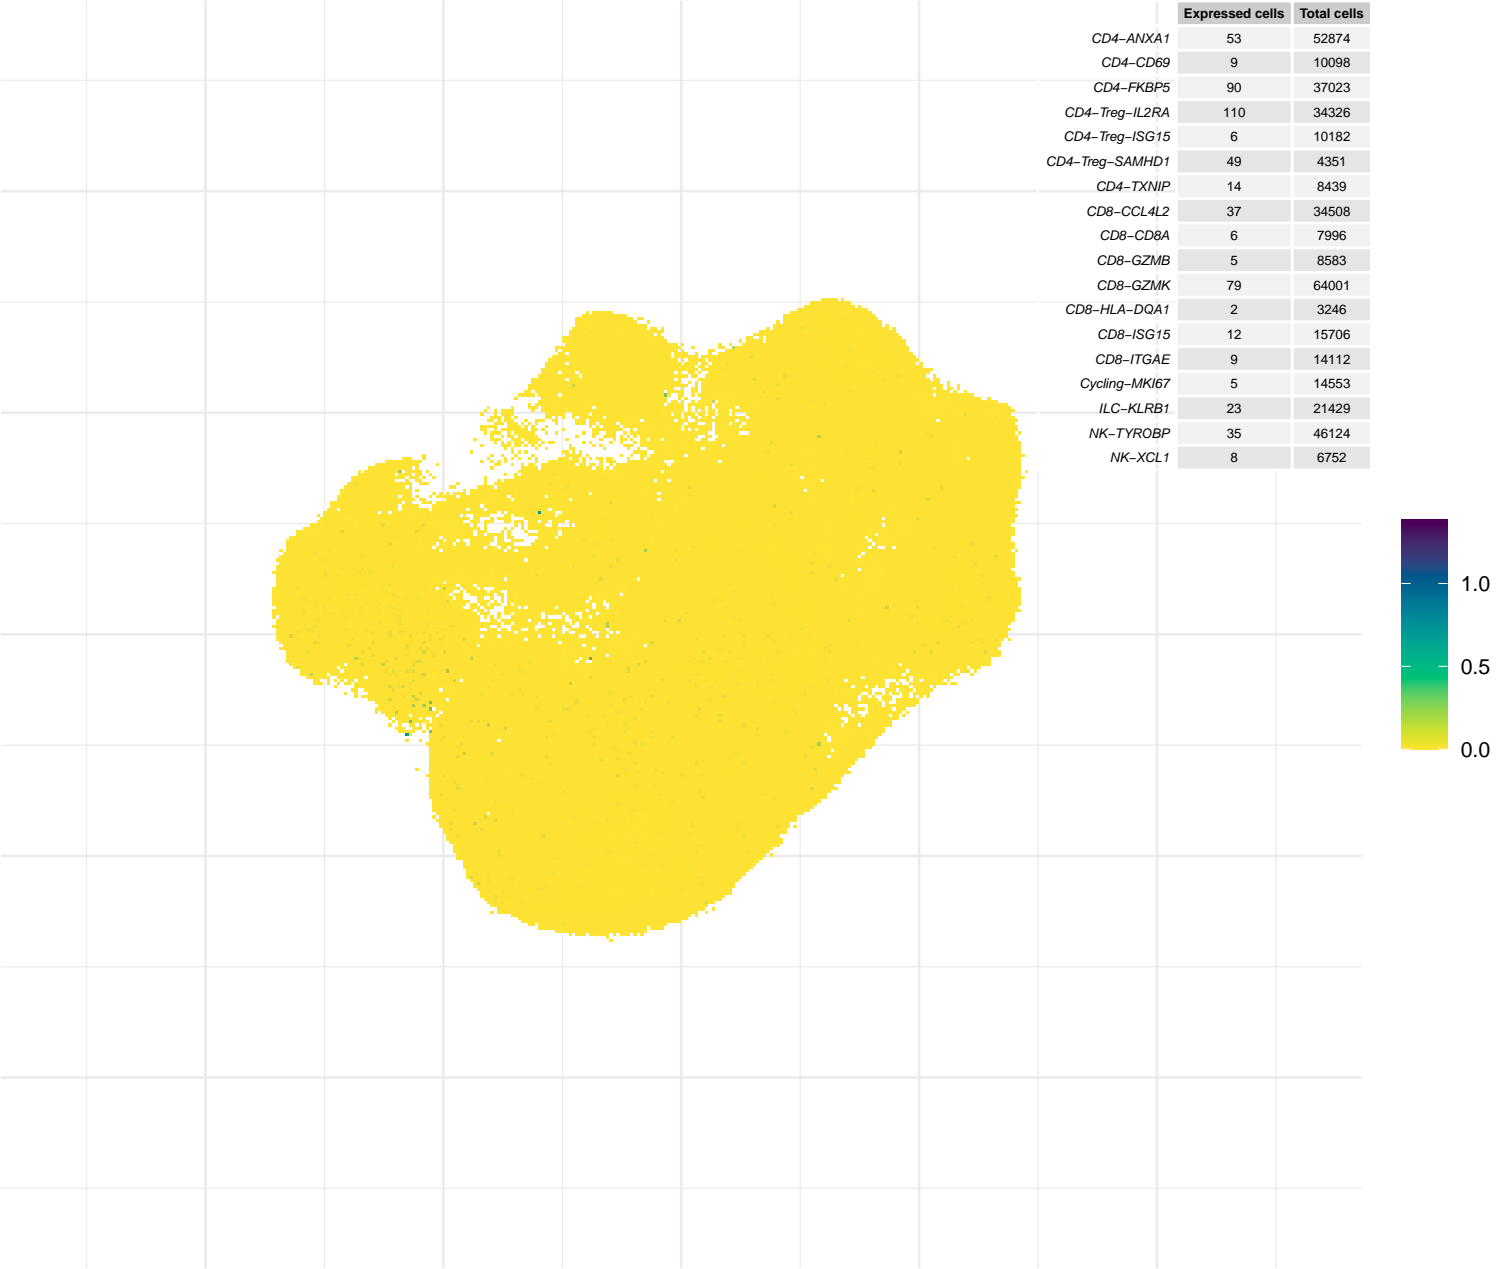 Expressed cells Total cells
CD4−ANXA1 53 52874
CD4−CD69 9 10098
CD4−FKBP5 90 37023
CD4−Treg−IL2RA 110 34326
CD4−Treg−ISG15 6 10182
CD4−Treg−SAMHD1 49 4351
CD4−TXNIP 14 8439
CD8−CCL4L2 37 34508
CD8−CD8A 6 7996
CD8−GZMB 5 8583
CD8−GZMK 79 64001
CD8−HLA−DQA1 2 3246
CD8−ISG15 12 15706
CD8−ITGAE 9 14112
Cycling−MKI67 5 14553
ILC−KLRB1 23 21429
NK−TYROBP 35 46124
NK−XCL1 8 6752
1.0
0.5
0.0